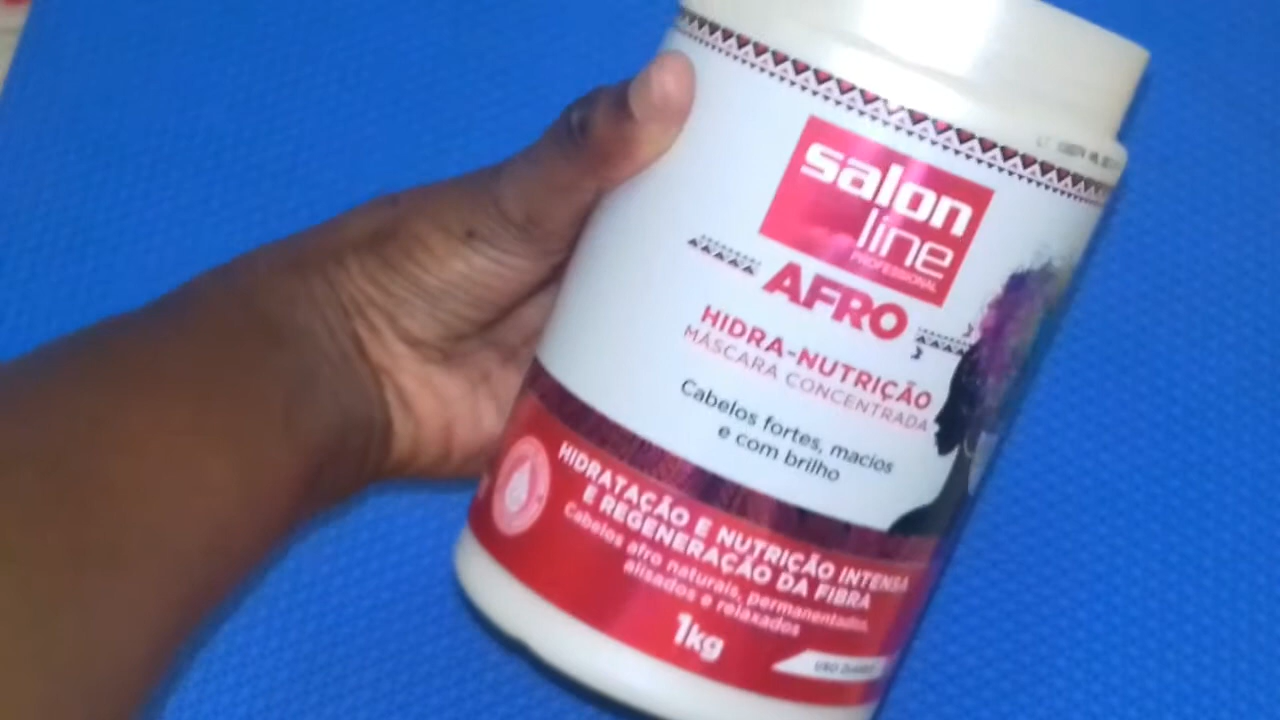 salon
line
PROFESSIONAL
AFRO
HIDRA-NUTRIÇÃO
MÁSCARA CONCENTRADA
Cabelos fortes, macios
e com brilho
HIDRATAÇÃO E NUTRIÇÃO INTENSA
E REGENERAÇÃO DA FIBRA
Cabelos afro naturais, permanentados,
alisados e relaxados
1kg
USO